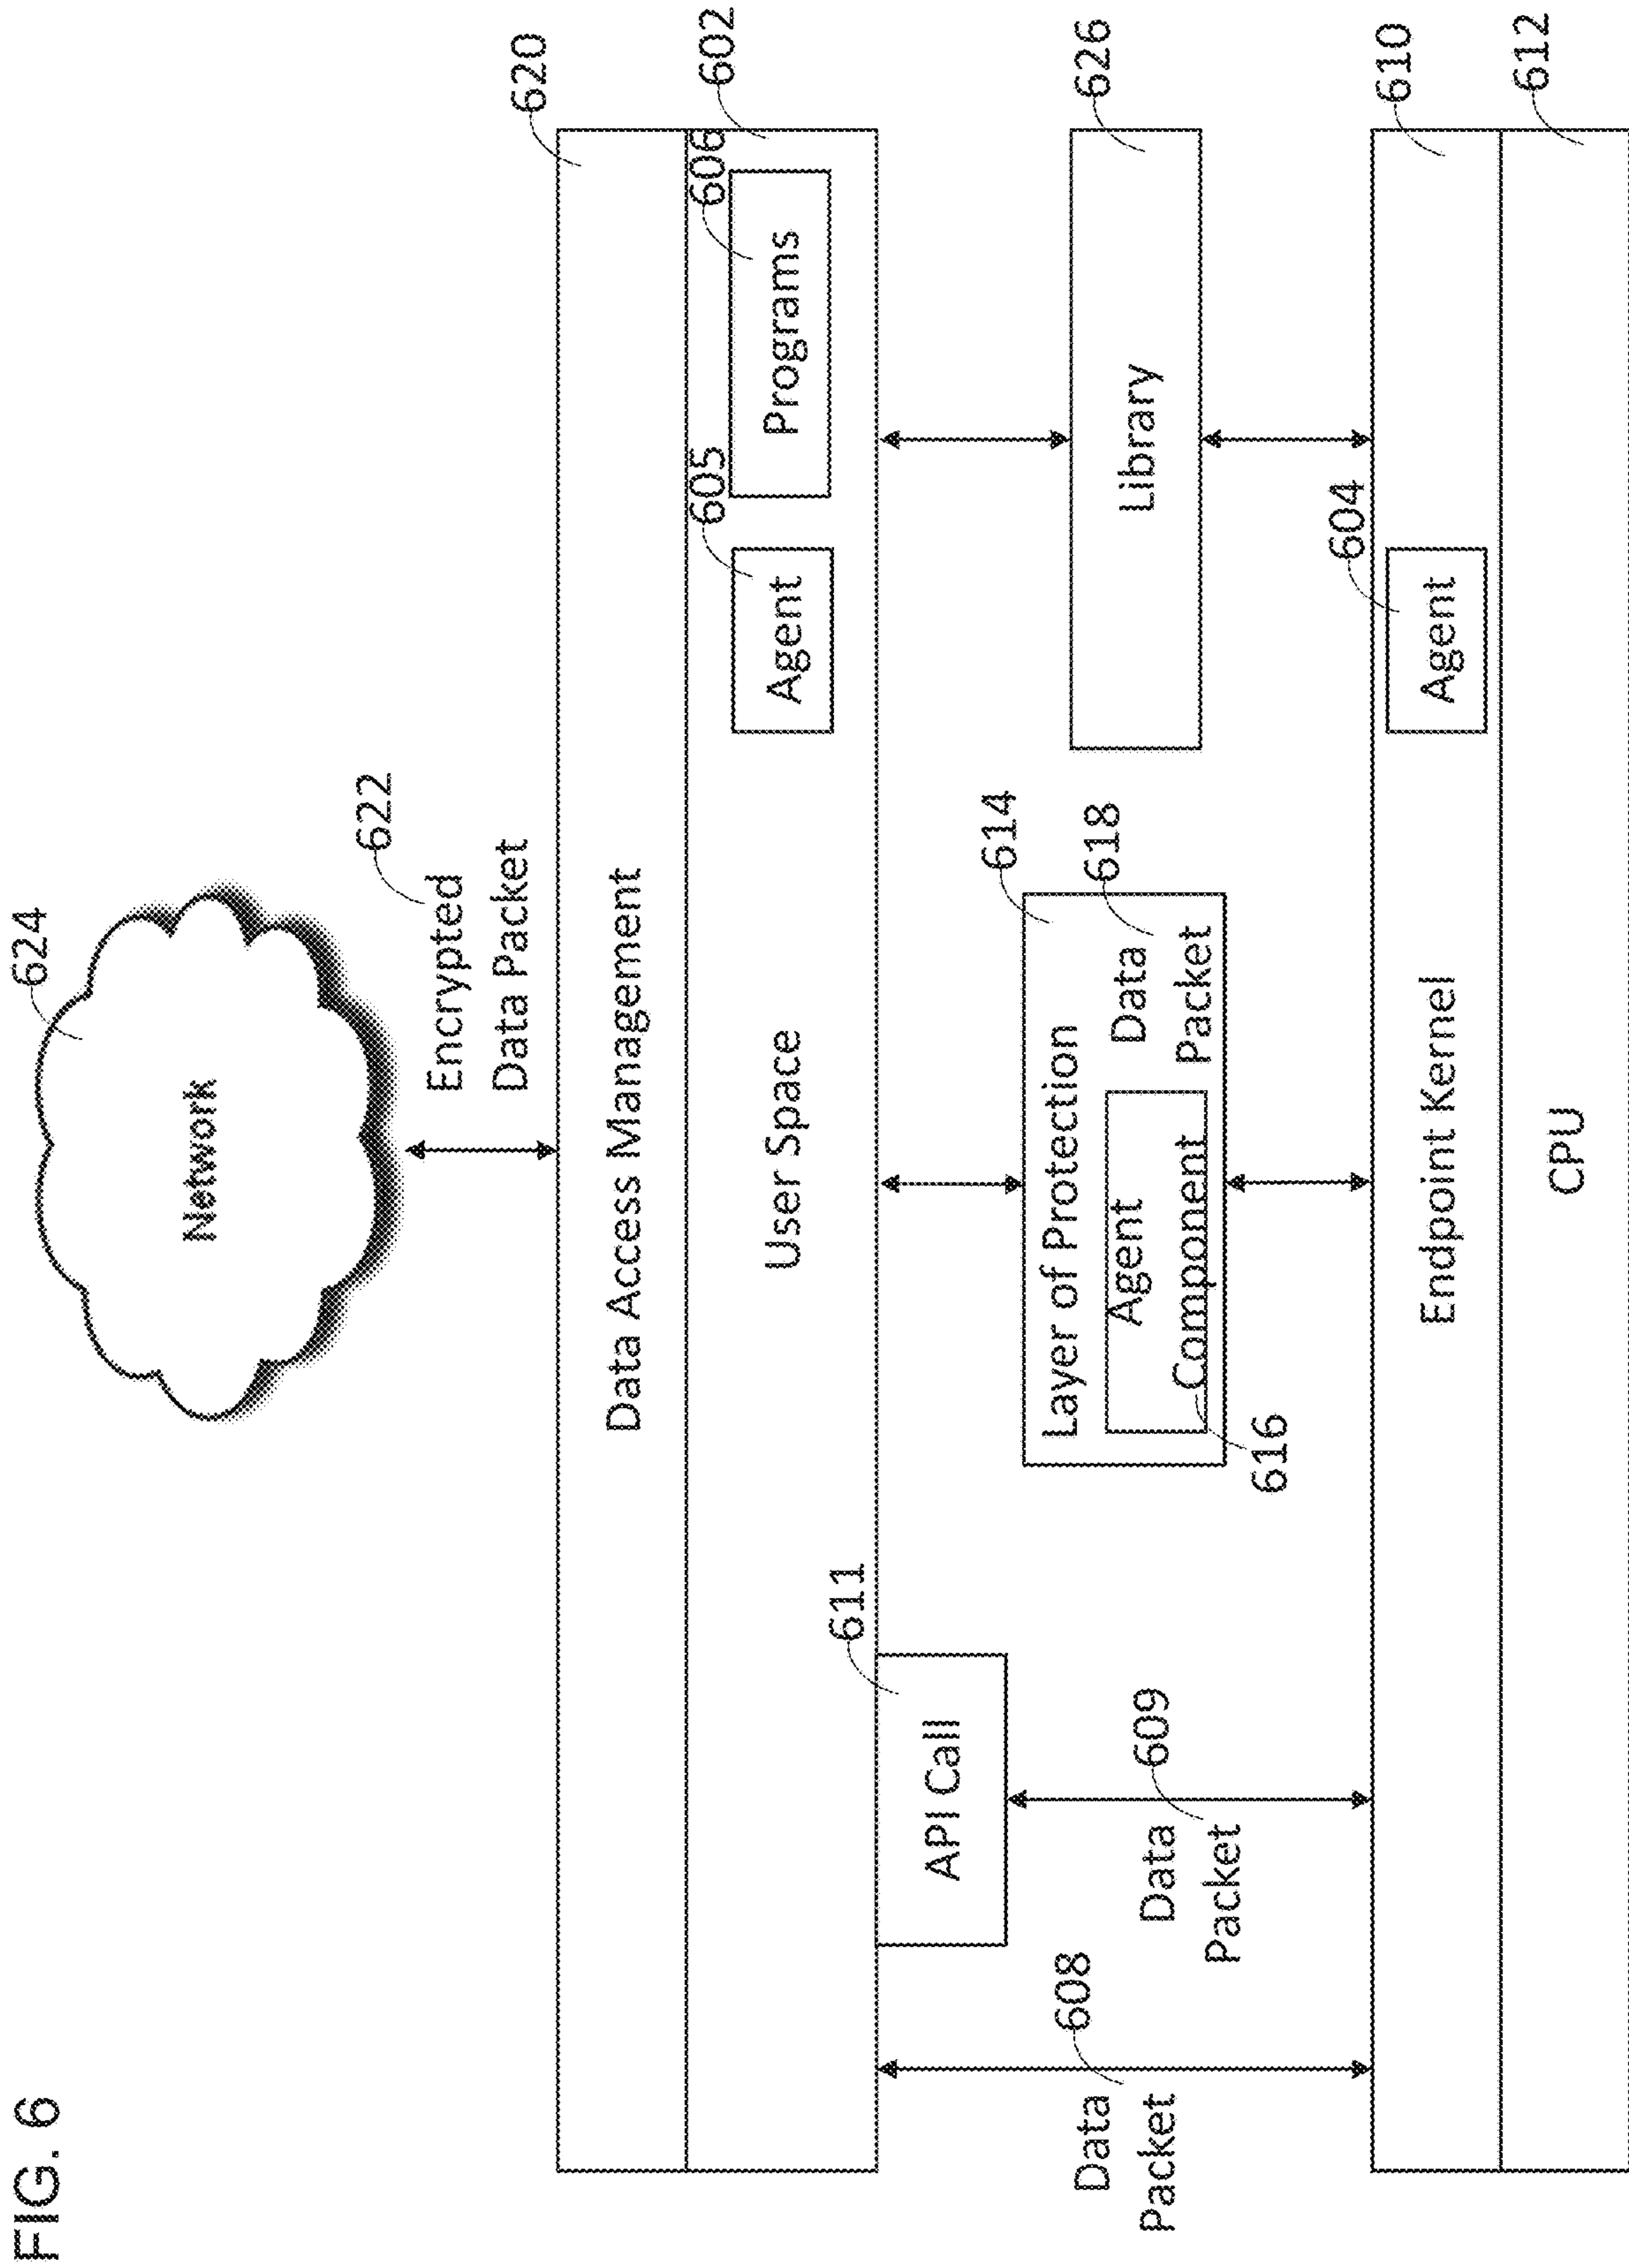 FIG. 6
624
Network
622
Encrypted
Data Packet
620
Data Access Management
602
User Space
605
Agent
606
Programs
611
API Call
608
Data
Packet
609
Data
Packet
614
Layer of Protection
Agent
Component
616
618
Data
Packet
626
Library
610
Endpoint Kernel
604
Agent
612
CPU